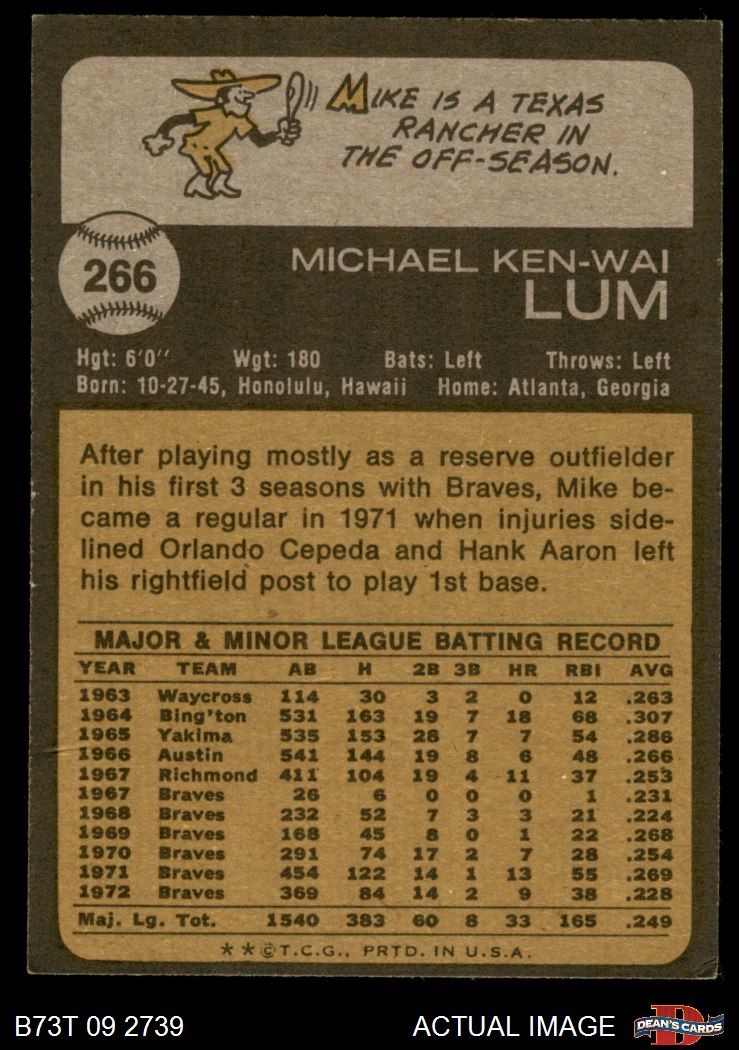 MIKE IS A TEXAS
RANCHER IN
THE OFF-SEASON.
266
MICHAEL KEN-WAI
LUM
Hgt: 6'0" Wgt: 180 Bats: Left Throws: Left
Born: 10-27-45, Honolulu, Hawaii Home: Atlanta, Georgia
After playing mostly as a reserve outfielder
in his first 3 seasons with Braves, Mike be-
came a regular in 1971 when injuries side-
lined Orlando Cepeda and Hank Aaron left
his rightfield post to play 1st base.
MAJOR & MINOR LEAGUE BATTING RECORD
YEAR TEAM AB H 2B 3B HR RBI AVG
1963 Waycross 114 30 3 2 0 12 .263
1964 Bing'ton 531 163 19 7 18 68 .307
1965 Yakima 535 153 28 7 7 54 .286
1966 Austin 541 144 19 8 6 48 .266
1967 Richmond 411 104 19 4 11 37 .253
1967 Braves 26 6 0 0 0 1 .231
1968 Braves 232 52 7 3 3 21 .224
1969 Braves 168 45 8 0 1 22 .268
1970 Braves 291 74 17 2 7 28 .254
1971 Braves 454 122 14 1 13 55 .269
1972 Braves 369 84 14 2 9 38 .228
Maj. Lg. Tot. 1540 383 60 8 33 165 .249
**©T.C.G., PRTD. IN U.S.A.
B73T 09 2739 ACTUAL IMAGE
D
DEAN'S CARDS